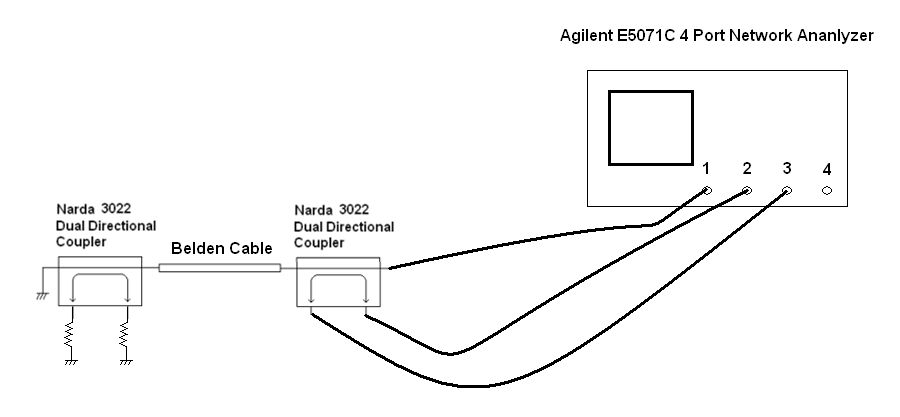 Agilent E5071C 4 Port Network Ananlyzer
1 2 3 4
Narda 3022
Dual Directional
Coupler
Belden Cable
Narda 3022
Dual Directional
Coupler